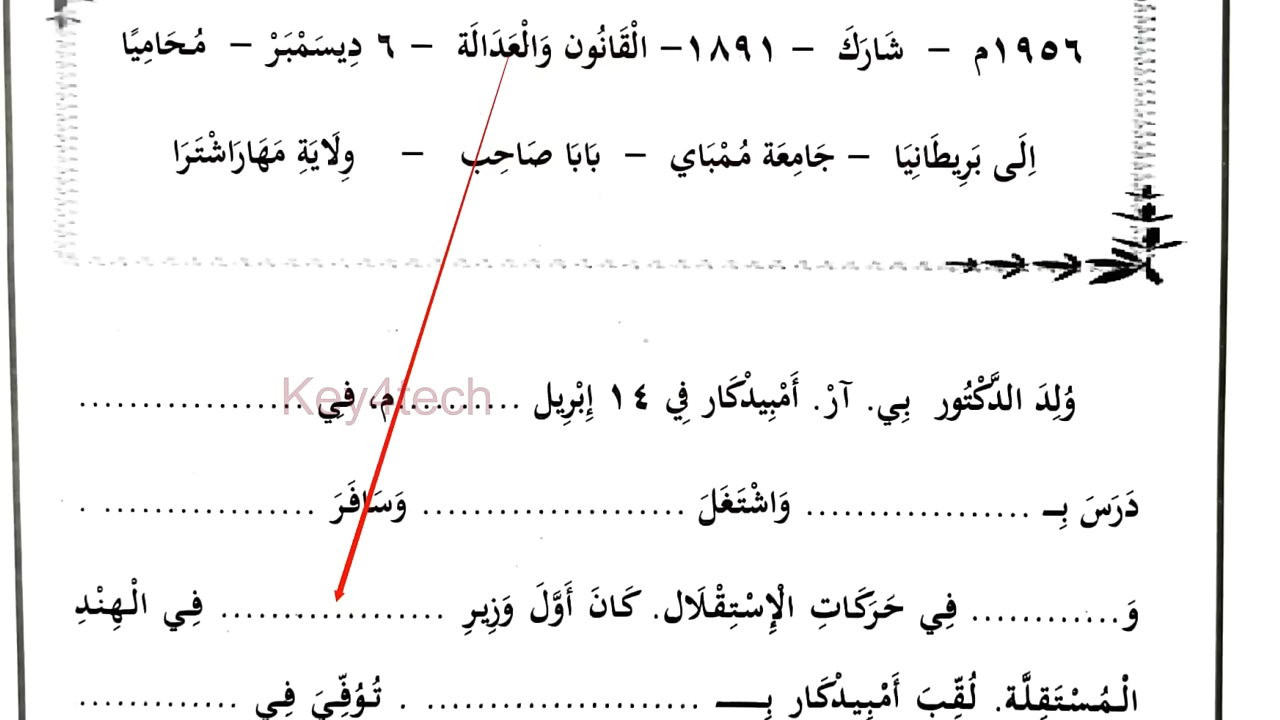 ١٩٥٦م – شَارَكَ – ١٨٩١– الْقَانُون وَالْعَدَالَة – ٦ دِيسَمْبَرْ – مُحَامِيًا
اِلَى بَرِيطَانِيَا – جَامِعَة مُمْبَاي – بَابَا صَاحِب – وِلَايَةِ مَهَارَاشْتَرَا
Key4tech
وُلِدَ الدَّكْتُور بِي. آرْ. أَمْبِيدْكَار فِي ١٤ إِبْرِيل ............م، فِي ..................
دَرَسَ بِـ .................. وَاشْتَغَلَ ..................... وَسَافَرَ ................. .
وَ............ فِي حَرَكَاتِ الْإِسْتِقْلَال. كَانَ أَوَّلَ وَزِيرِ .................. فِي الْهِنْدِ
الْمُسْتَقِلَّة. لُقِّبَ أَمْبِيدْكَار بِــــ ...................... . تُوُفِّيَ فِي .............